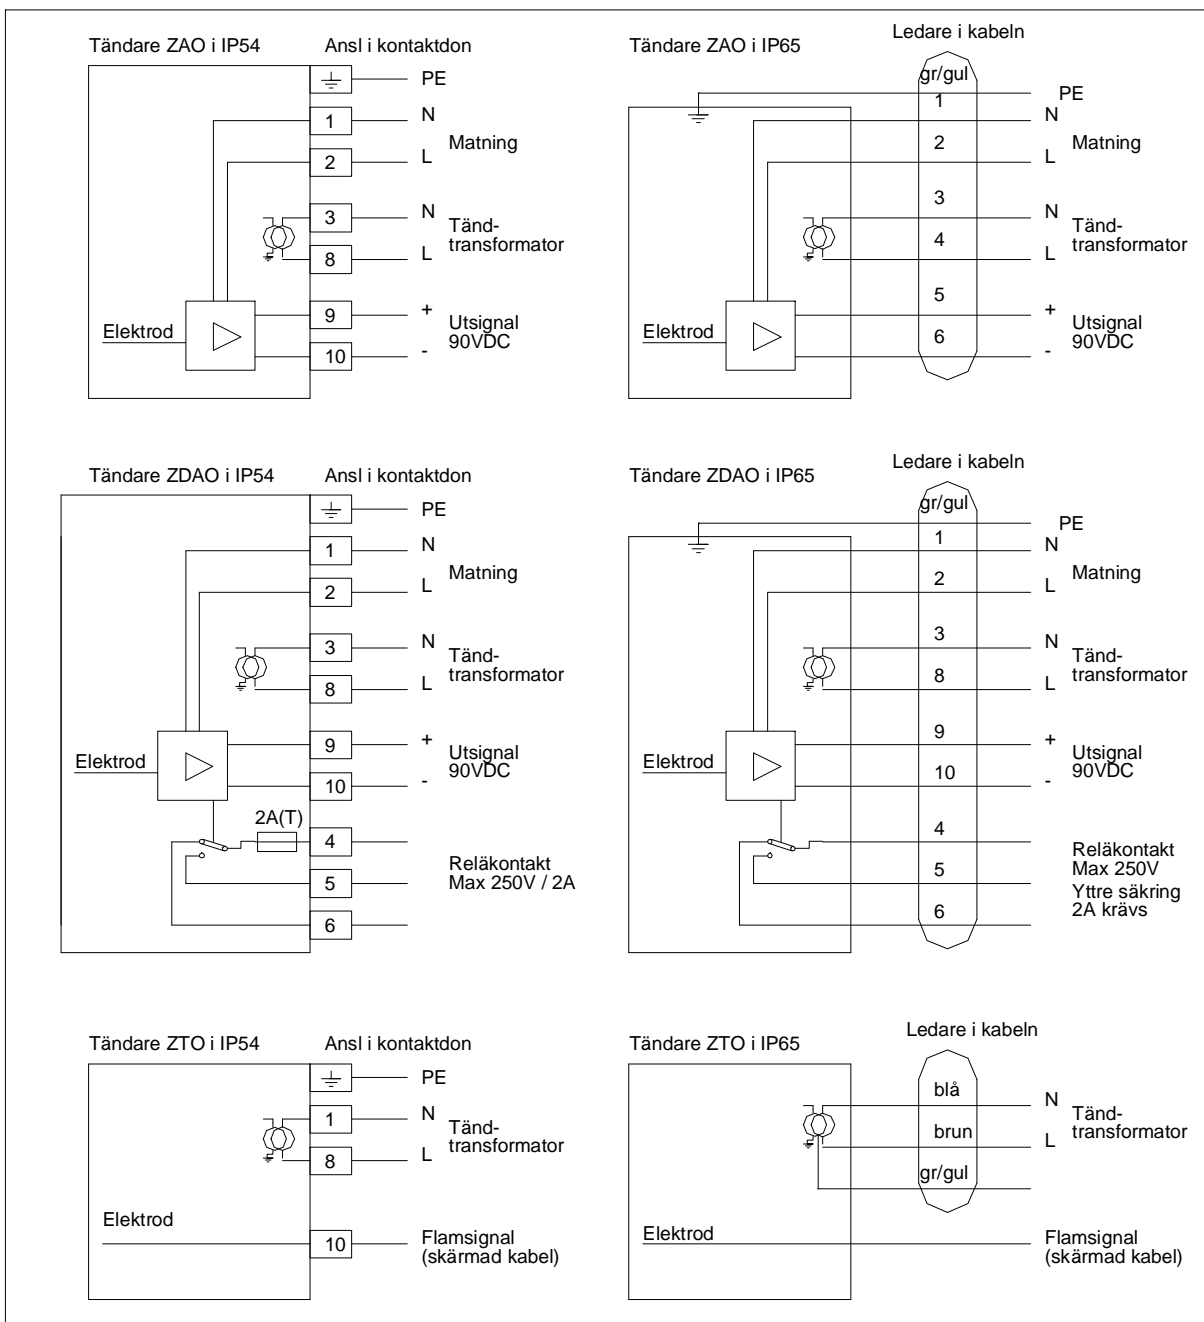 Tändare ZAO i IP54
Ansl i kontaktdon
PE
1
N
2
L
Matning
3
N
8
L
Tänd-
transformator
9
+
10
-
Utsignal
90VDC
Elektrod
Tändare ZAO i IP65
Ledare i kabeln
gr/gul
PE
1
N
2
L
Matning
3
N
4
L
Tänd-
transformator
5
+
6
-
Utsignal
90VDC
Elektrod
Tändare ZDAO i IP54
Ansl i kontaktdon
PE
1
N
2
L
Matning
3
N
8
L
Tänd-
transformator
9
+
10
-
Utsignal
90VDC
Elektrod
2A(T)
4
5
6
Reläkontakt
Max 250V / 2A
Tändare ZDAO i IP65
Ledare i kabeln
gr/gul
PE
1
N
2
L
Matning
3
N
8
L
Tänd-
transformator
9
+
10
-
Utsignal
90VDC
Elektrod
4
5
6
Reläkontakt
Max 250V
Yttre säkring
2A krävs
Tändare ZTO i IP54
Ansl i kontaktdon
PE
1
N
8
L
Tänd-
transformator
Elektrod
10
Flamsignal
(skärmad kabel)
Tändare ZTO i IP65
Ledare i kabeln
blå
N
brun
L
Tänd-
transformator
gr/gul
Elektrod
Flamsignal
(skärmad kabel)